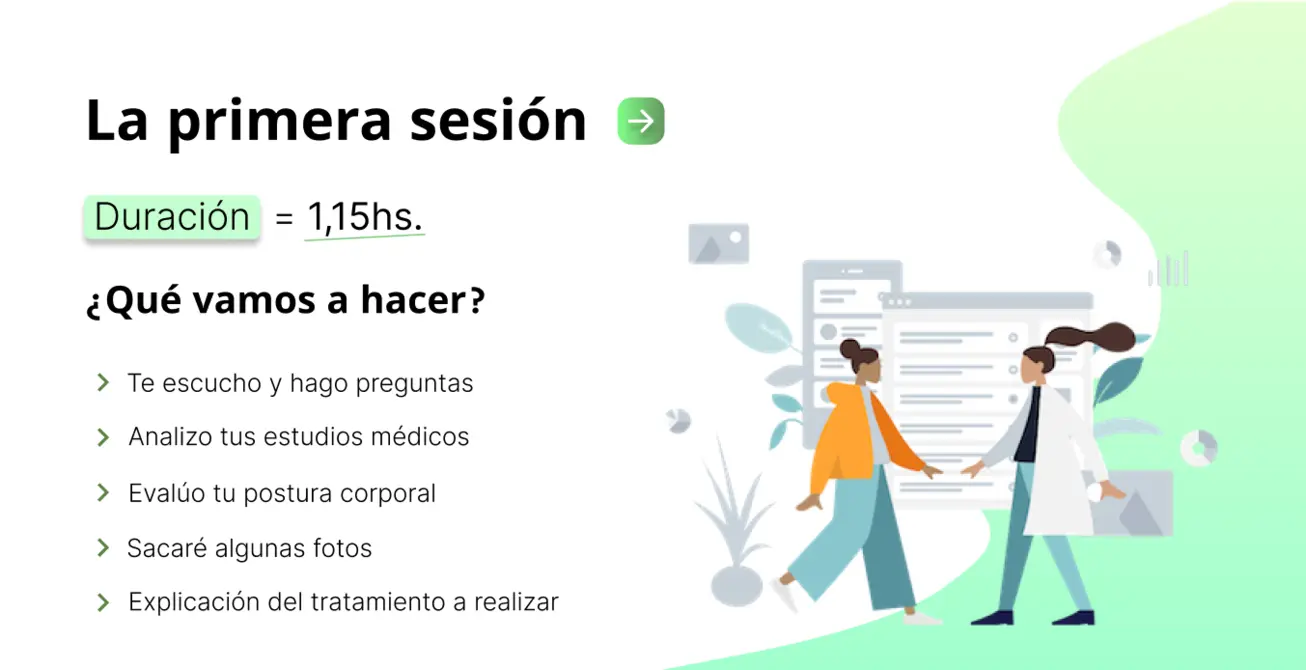 La primera sesión
Duración = 1,15hs.
¿Qué vamos a hacer?
Te escucho y hago preguntas
Analizo tus estudios médicos
Evalúo tu postura corporal
Sacaré algunas fotos
Explicación del tratamiento a realizar